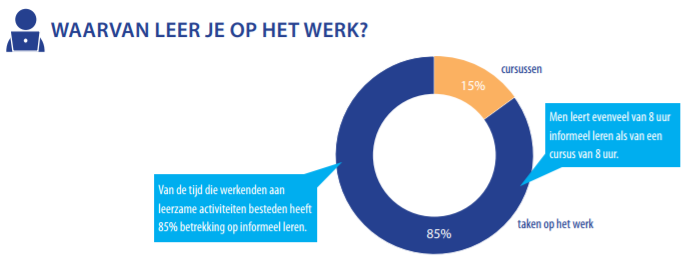 WAARVAN LEER JE OP HET WERK?
cursussen
15%
Men leert evenveel van 8 uur
informeel leren als van een
cursus van 8 uur.
Van de tijd die werkenden aan
leerzame activiteiten besteden heeft
85% betrekking op informeel leren.
taken op het werk
85%